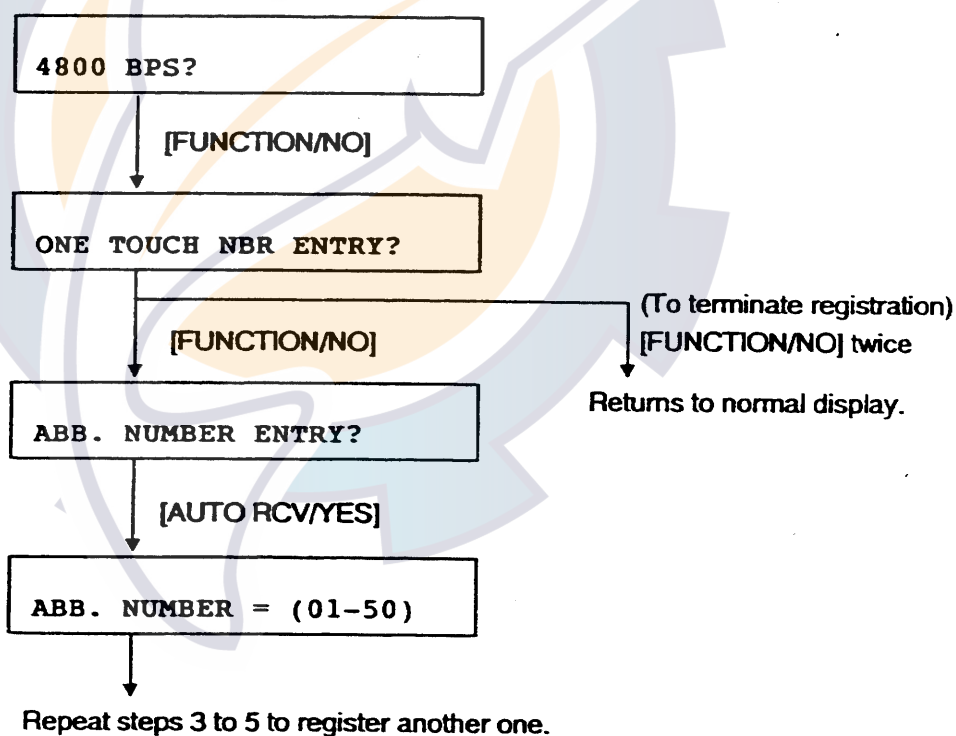 4800 BPS?
[FUNCTION/NO]
ONE TOUCH NBR ENTRY?
(To terminate registration)
[FUNCTION/NO]
[FUNCTION/NO] twice
Returns to normal display.
ABB. NUMBER ENTRY?
[AUTO RCV/YES]
ABB. NUMBER = (01-50)
Repeat steps 3 to 5 to register another one.